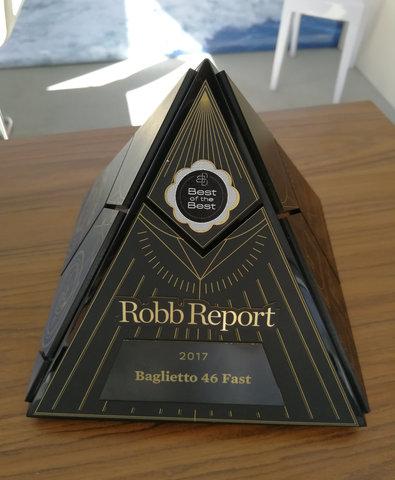 Best
of the
Best
Robb Report
2017
Baglietto 46 Fast